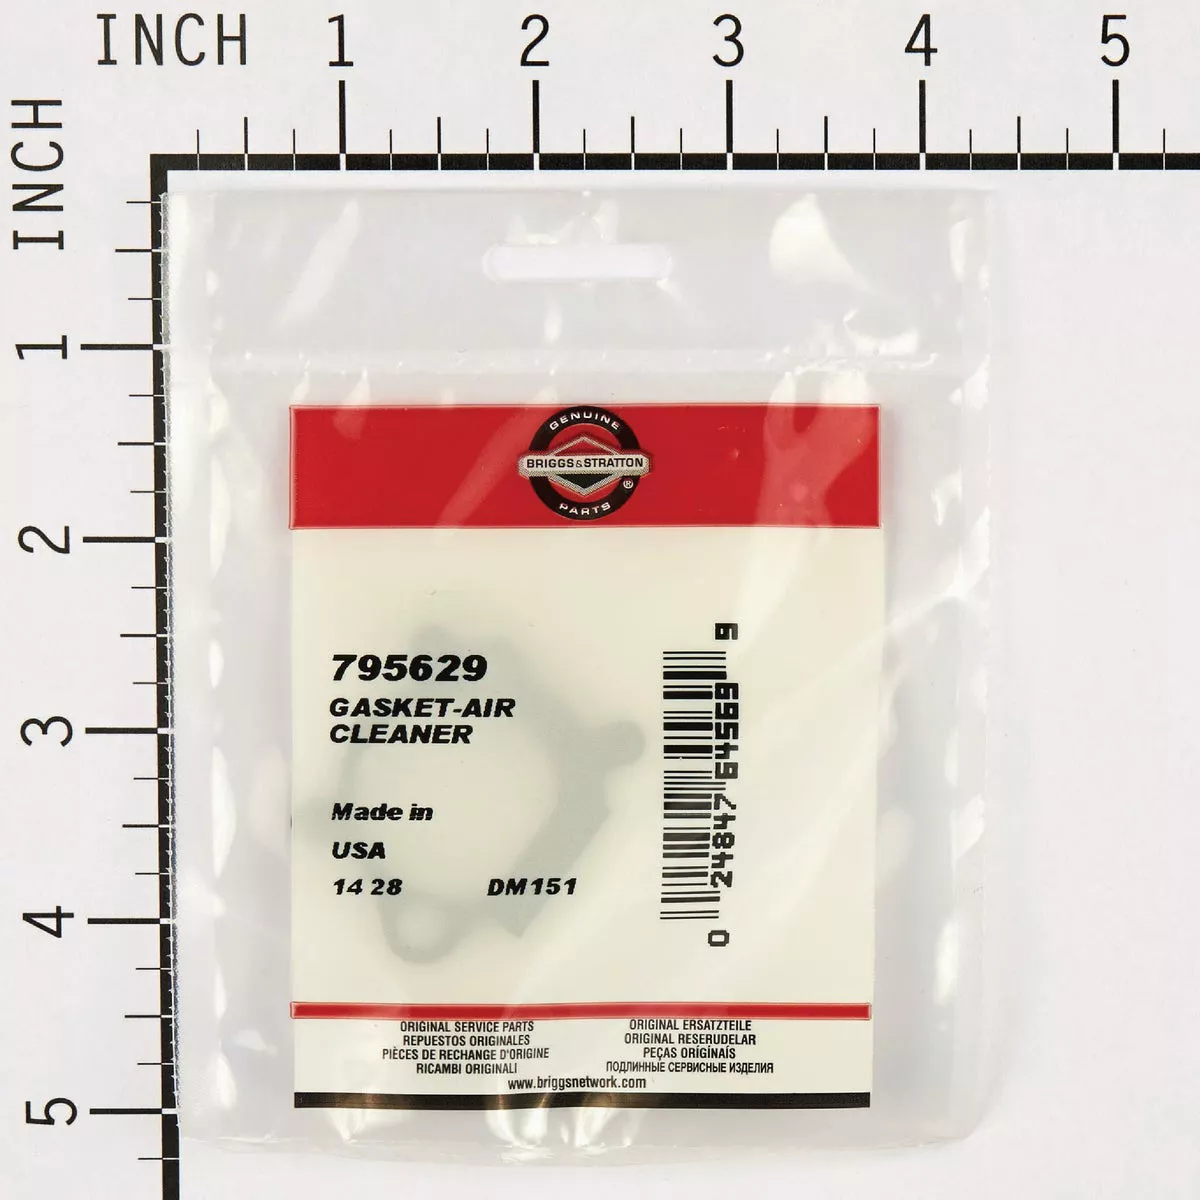 INCH 1 2 3 4 5
INCH
1
2
3
4
5
GENUINE
BRIGGS&STRATTON
®
PARTS
795629
GASKET-AIR
CLEANER
Made in
USA
14 28 DM151
0 24847 64569 9
ORIGINAL SERVICE PARTS
REPUESTOS ORIGINALES
PIÈCES DE RECHANGE D'ORIGINE
RICAMBI ORIGINALI
ORIGINAL ERSATZTEILE
ORIGINAL RESERUDELAR
PEÇAS ORÍGÍNAÍS
ПОДЛИННЫЕ СЕРВИСНЫЕ ИЗДЕЛИЯ
www.briggsnetwork.com